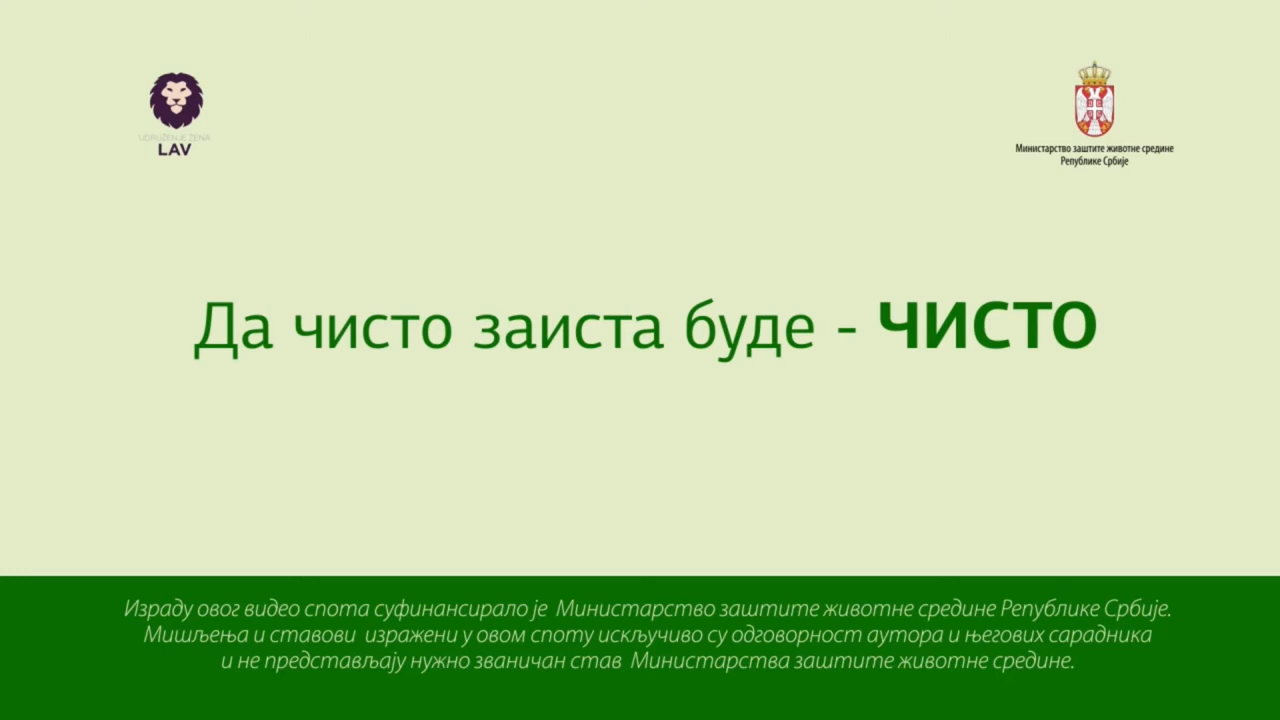 UDRUŽENJE ŽENA
LAV
Министарство заштите животне средине
Републике Србије
Да чисто заиста буде - ЧИСТО
Израду овог видео спота суфинансирало је Министарство заштите животне средине Републике Србије.
Мишљења и ставови изражени у овом споту искључиво су одговорност аутора и његових сарадника
и не представљају нужно званичан став Министарства заштите животне средине.